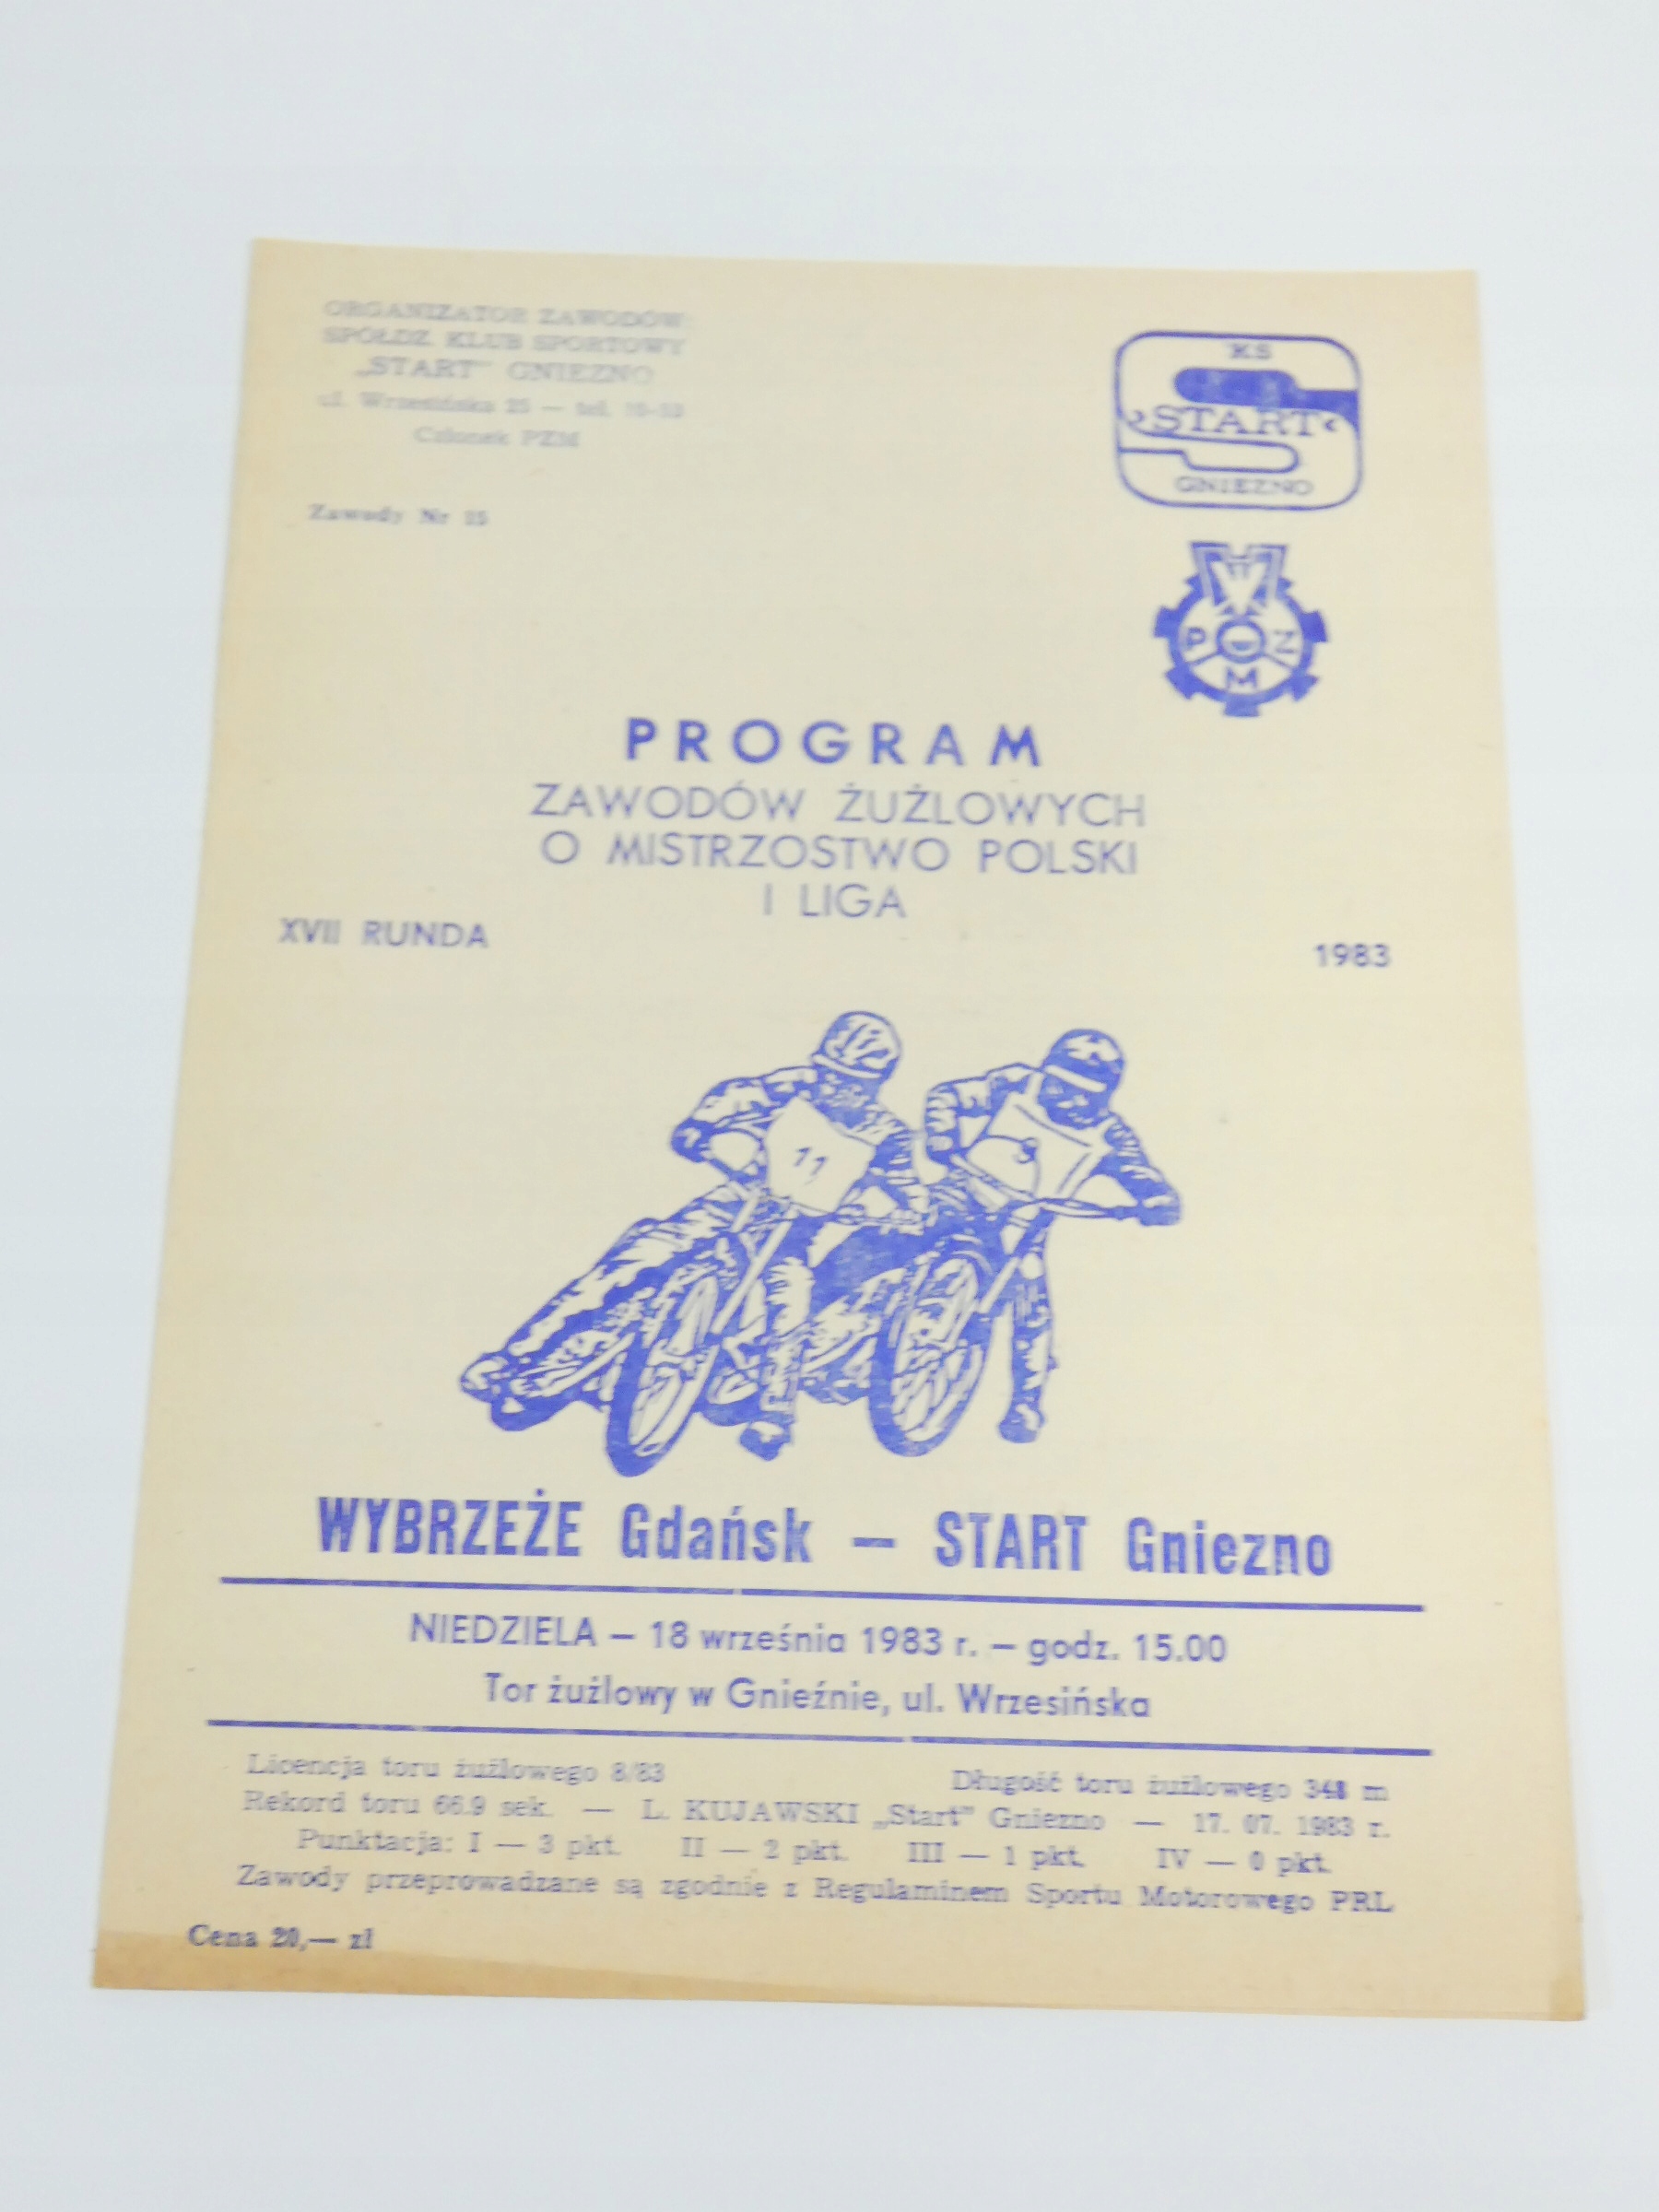 ORGANIZATOR ZAWODÓW:
SPÓŁDZ. KLUB SPORTOWY
„START” GNIEZNO
ul. Wrzesińska 25 — tel.
Członek PZM
KS
START
GNIEZNO
Zawody Nr 15
P Z
M
PROGRAM
ZAWODÓW ŻUŻLOWYCH
O MISTRZOSTWO POLSKI
I LIGA
XVII RUNDA
1983
11
3
WYBRZEŻE Gdańsk — START Gniezno
NIEDZIELA — 18 września 1983 r. — godz. 15.00
Tor żużlowy w Gnieźnie, ul. Wrzesińska
Licencja toru żużlowego 8/83 Długość toru żużlowego 348 m
Rekord toru 66.9 sek. — L. KUJAWSKI „Start” Gniezno — 17. 07. 1983 r.
Punktacja: I — 3 pkt. II — 2 pkt. III — 1 pkt. IV — 0 pkt.
Zawody przeprowadzane są zgodnie z Regulaminem Sportu Motorowego PRL
Cena 20,— zł